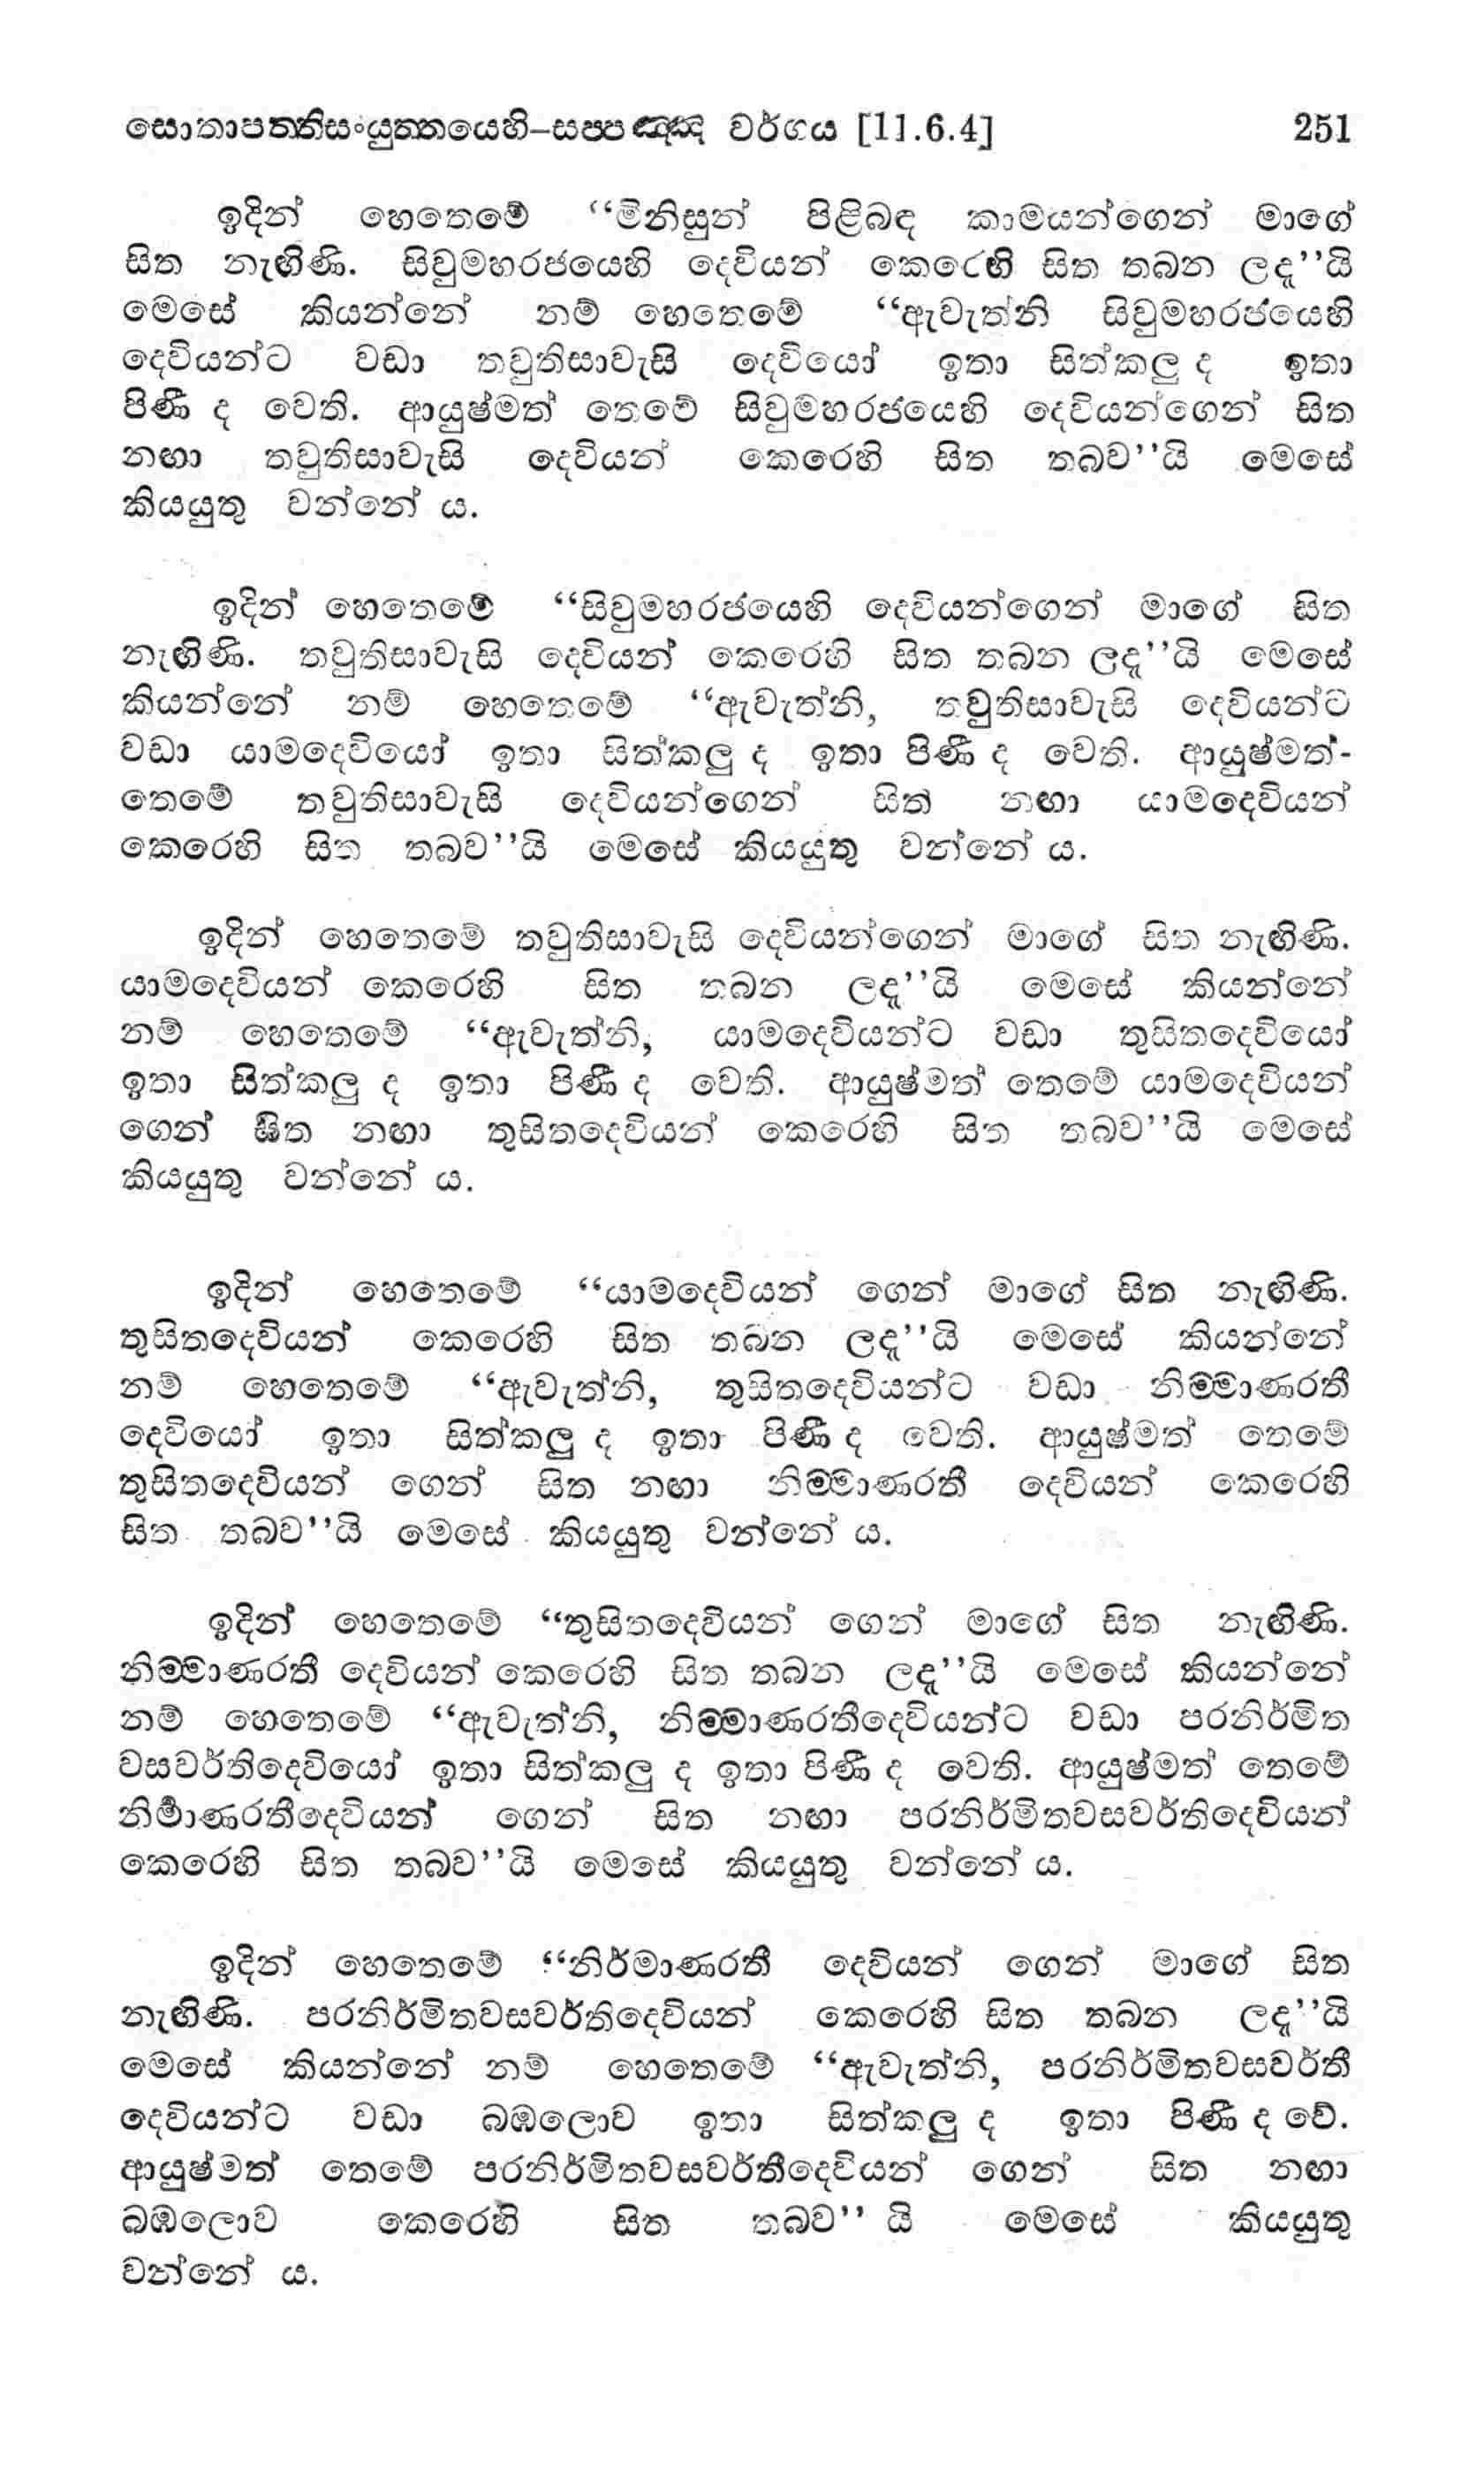 සොතාපත්තිසංයුත්තයෙහි–සප්පඤ්ඤ වර්ගය [11.6.4] 251
ඉදින් හෙතෙමේ “මිනිසුන් පිළිබඳ කාමයන්ගෙන් මාගේ
සිත නැඟිණි. සිවුමහරජයෙහි දෙවියන් කෙරෙහි සිත තබන ලදූ”යි
මෙසේ කියන්නේ නම් හෙතෙමේ “ඇවැත්නි සිවුමහරජයෙහි
දෙවියන්ට වඩා තවුතිසාවැසි දෙවියෝ ඉතා සිත්කලු ද ඉතා
පිණී ද වෙති. ආයුෂ්මත් තෙමේ සිවුමහරජයෙහි දෙවියන්ගෙන් සිත
නඟා තවුතිසාවැසි දෙවියන් කෙරෙහි සිත තබව”යි මෙසේ
කියයුතු වන්නේ ය.
ඉදින් හෙතෙමේ “සිවුමහරජයෙහි දෙවියන්ගෙන් මාගේ සිත
නැඟිණි. තවුතිසාවැසි දෙවියන් කෙරෙහි සිත තබන ලදූ”යි මෙසේ
කියන්නේ නම් හෙතෙමේ “ඇවැත්නි, තවුතිසාවැසි දෙවියන්ට
වඩා යාමදෙවියෝ ඉතා සිත්කලු ද ඉතා පිණී ද වෙති. ආයුෂ්මත්-
තෙමේ තවුතිසාවැසි දෙවියන්ගෙන් සිත නඟා යාමදෙවියන්
කෙරෙහි සිත තබව”යි මෙසේ කියයුතු වන්නේ ය.
ඉදින් හෙතෙමේ තවුතිසාවැසි දෙවියන්ගෙන් මාගේ සිත නැඟිණි.
යාමදෙවියන් කෙරෙහි සිත තබන ලදූ”යි මෙසේ කියන්නේ
නම් හෙතෙමේ “ඇවැත්නි, යාමදෙවියන්ට වඩා තුසිතදෙවියෝ
ඉතා සිත්කලු ද ඉතා පිණී ද වෙති. ආයුෂ්මත් තෙමේ යාමදෙවියන්
ගෙන් සිත නඟා තුසිතදෙවියන් කෙරෙහි සිත තබව”යි මෙසේ
කියයුතු වන්නේ ය.
ඉදින් හෙතෙමේ “යාමදෙවියන් ගෙන් මාගේ සිත නැඟිණි.
තුසිතදෙවියන් කෙරෙහි සිත තබන ලදූ”යි මෙසේ කියන්නේ
නම් හෙතෙමේ “ඇවැත්නි, තුසිතදෙවියන්ට වඩා නිම්මාණරතී
දෙවියෝ ඉතා සිත්කලු ද ඉතා පිණී ද වෙති. ආයුෂ්මත් තෙමේ
තුසිතදෙවියන් ගෙන් සිත නඟා නිම්මාණරතී දෙවියන් කෙරෙහි
සිත තබව”යි මෙසේ කියයුතු වන්නේ ය.
ඉදින් හෙතෙමේ “තුසිතදෙවියන් ගෙන් මාගේ සිත නැඟිණි.
නිම්මාණරතී දෙවියන් කෙරෙහි සිත තබන ලදූ”යි මෙසේ කියන්නේ
නම් හෙතෙමේ “ඇවැත්නි, නිම්මාණරතීදෙවියන්ට වඩා පරනිර්මිත
වසවර්තිදෙවියෝ ඉතා සිත්කලු ද ඉතා පිණී ද වෙති. ආයුෂ්මත් තෙමේ
නිර්‍මාණරතීදෙවියන් ගෙන් සිත නඟා පරනිර්මිතවසවර්තිදෙවියන්
කෙරෙහි සිත තබව”යි මෙසේ කියයුතු වන්නේ ය.
ඉදින් හෙතෙමේ “නිර්මාණරතී දෙවියන් ගෙන් මාගේ සිත
නැඟිණි. පරනිර්මිතවසවර්තිදෙවියන් කෙරෙහි සිත තබන ලදූ”යි
මෙසේ කියන්නේ නම් හෙතෙමේ “ඇවැත්නි, පරනිර්මිතවසවර්තී
දෙවියන්ට වඩා බඹලොව ඉතා සිත්කලු ද ඉතා පිණී ද වේ.
ආයුෂ්මත් තෙමේ පරනිර්මිතවසවර්තීදෙවියන් ගෙන් සිත නඟා
බඹලොව කෙරෙහි සිත තබව” යි මෙසේ කියයුතු
වන්නේ ය.